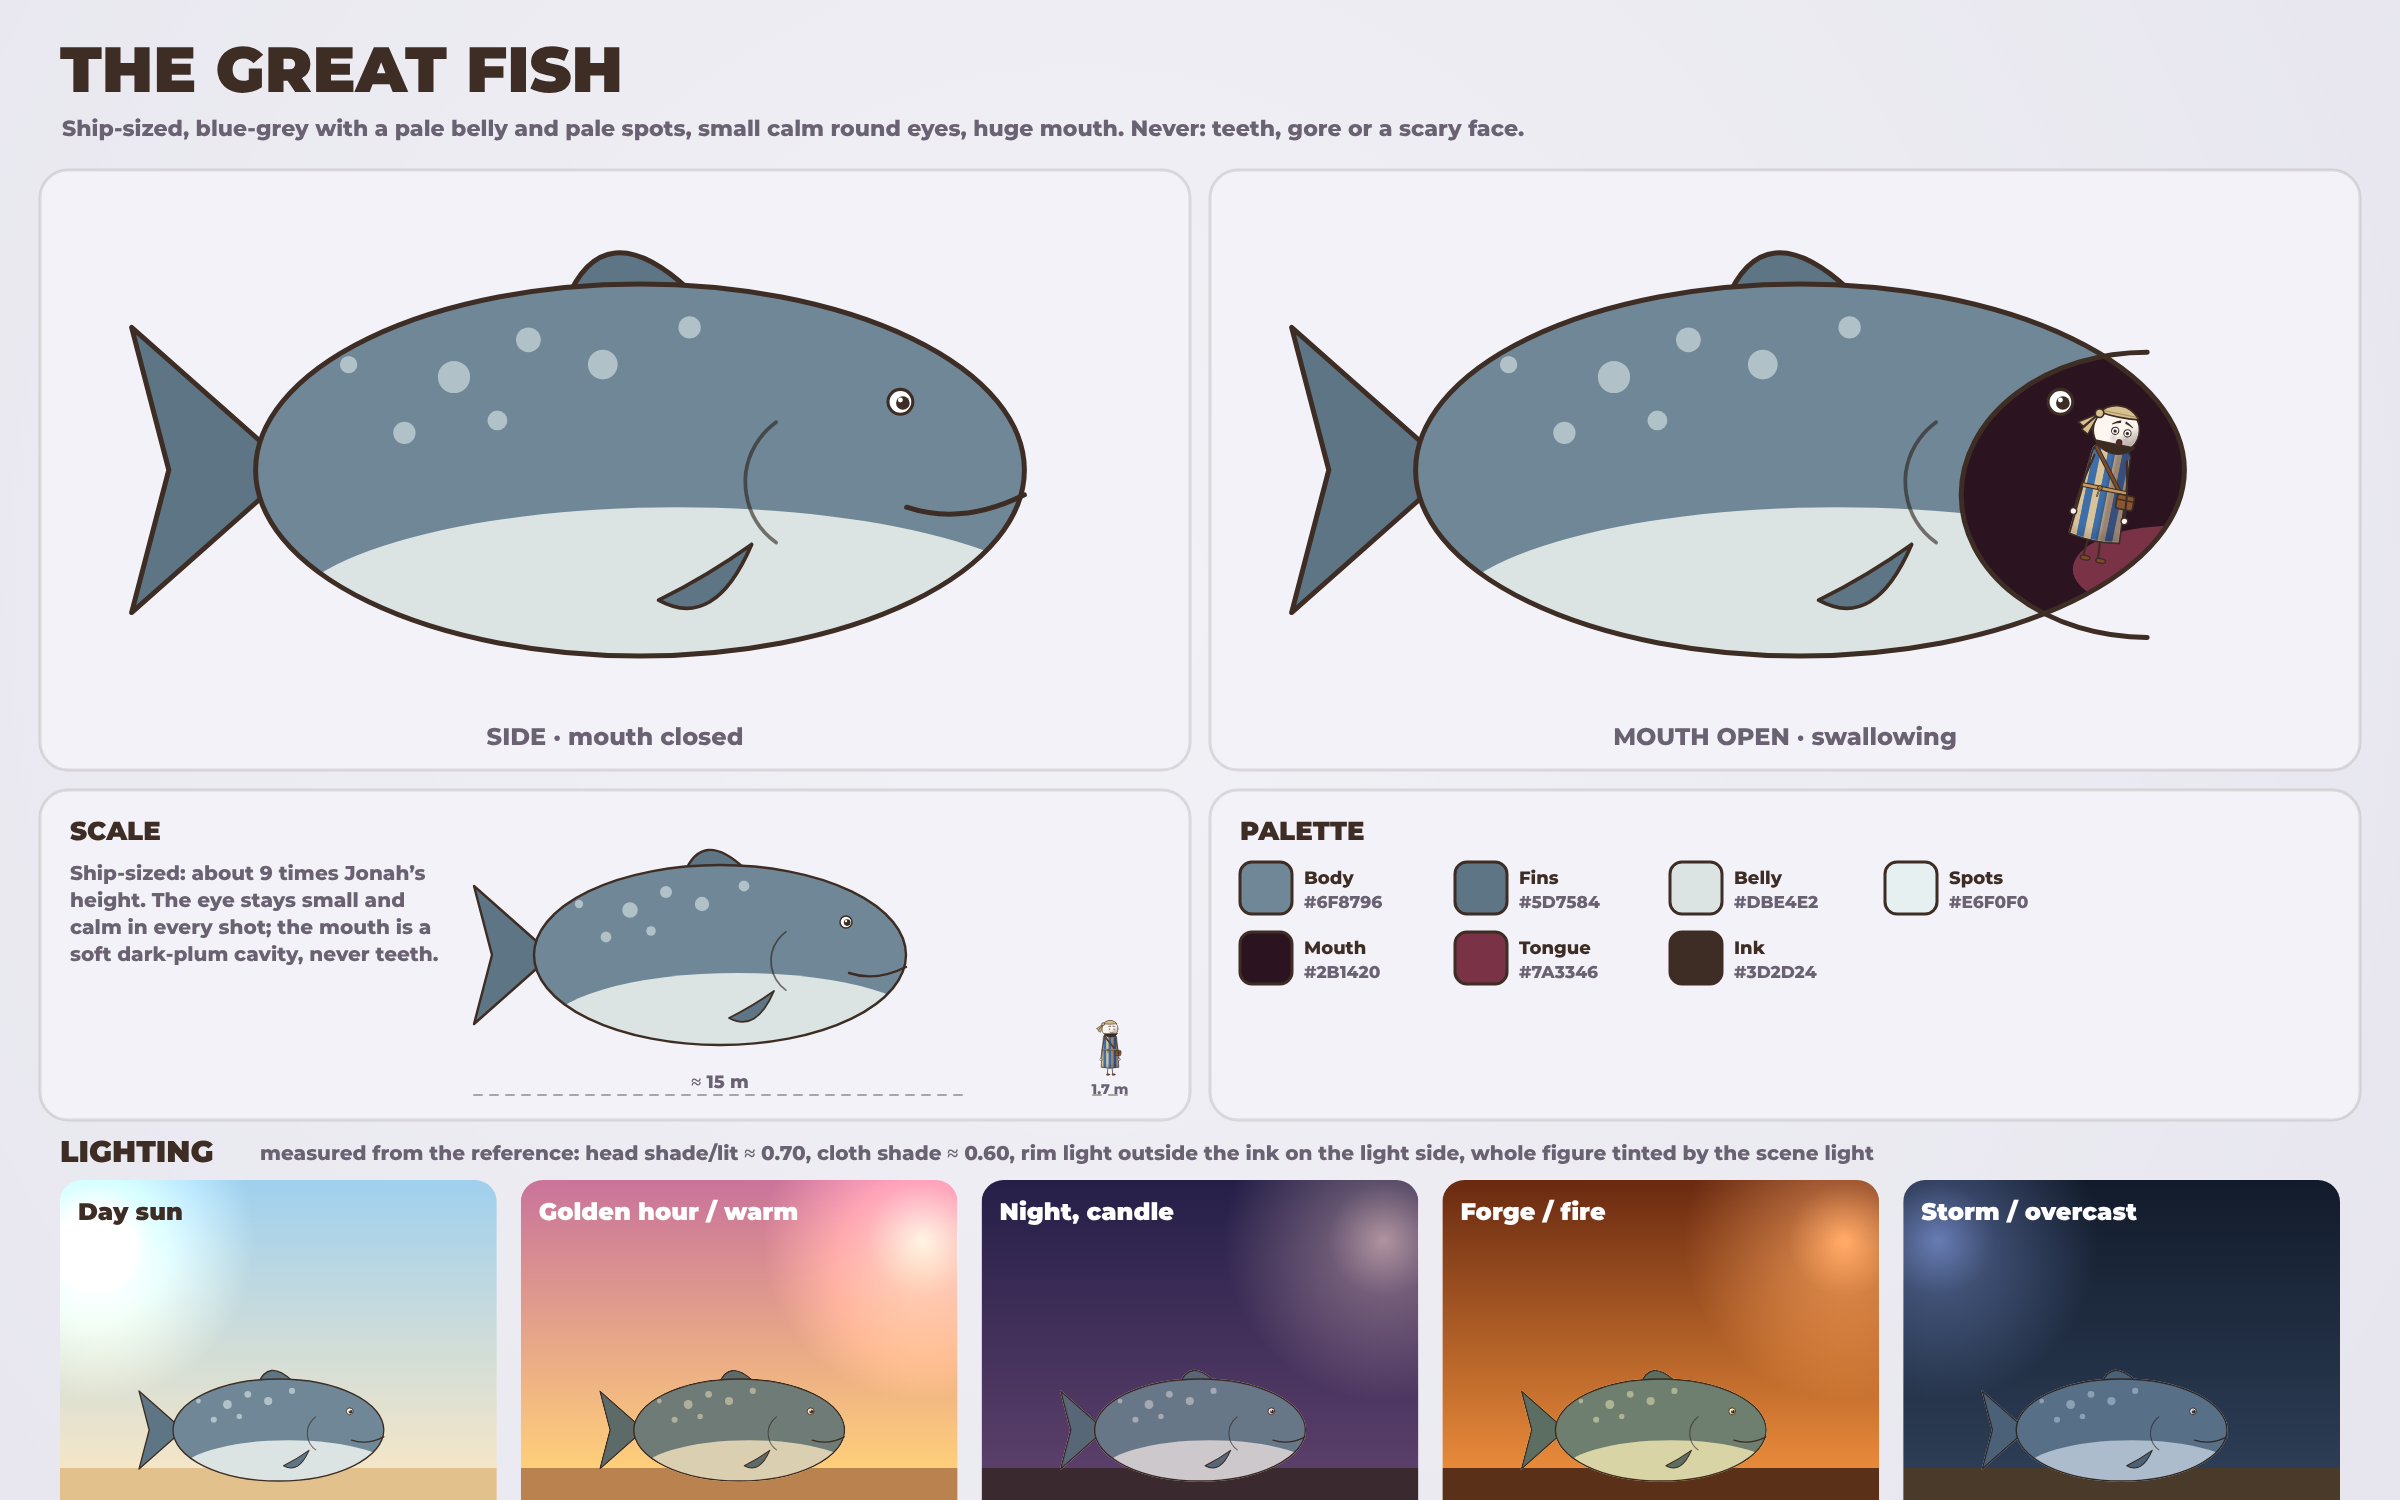 THE GREAT FISH
Ship-sized, blue-grey with a pale belly and pale spots, small calm round eyes, huge mouth. Never: teeth, gore or a scary face.
SIDE · mouth closed
MOUTH OPEN · swallowing
SCALE
Ship-sized: about 9 times Jonah’s
height. The eye stays small and
calm in every shot; the mouth is a
soft dark-plum cavity, never teeth.
≈ 15 m
1.7 m
PALETTE
Body
#6F8796
Fins
#5D7584
Belly
#DBE4E2
Spots
#E6F0F0
Mouth
#2B1420
Tongue
#7A3346
Ink
#3D2D24
LIGHTING
measured from the reference: head shade/lit ≈ 0.70, cloth shade ≈ 0.60, rim light outside the ink on the light side, whole figure tinted by the scene light
Day sun
Golden hour / warm
Night, candle
Forge / fire
Storm / overcast